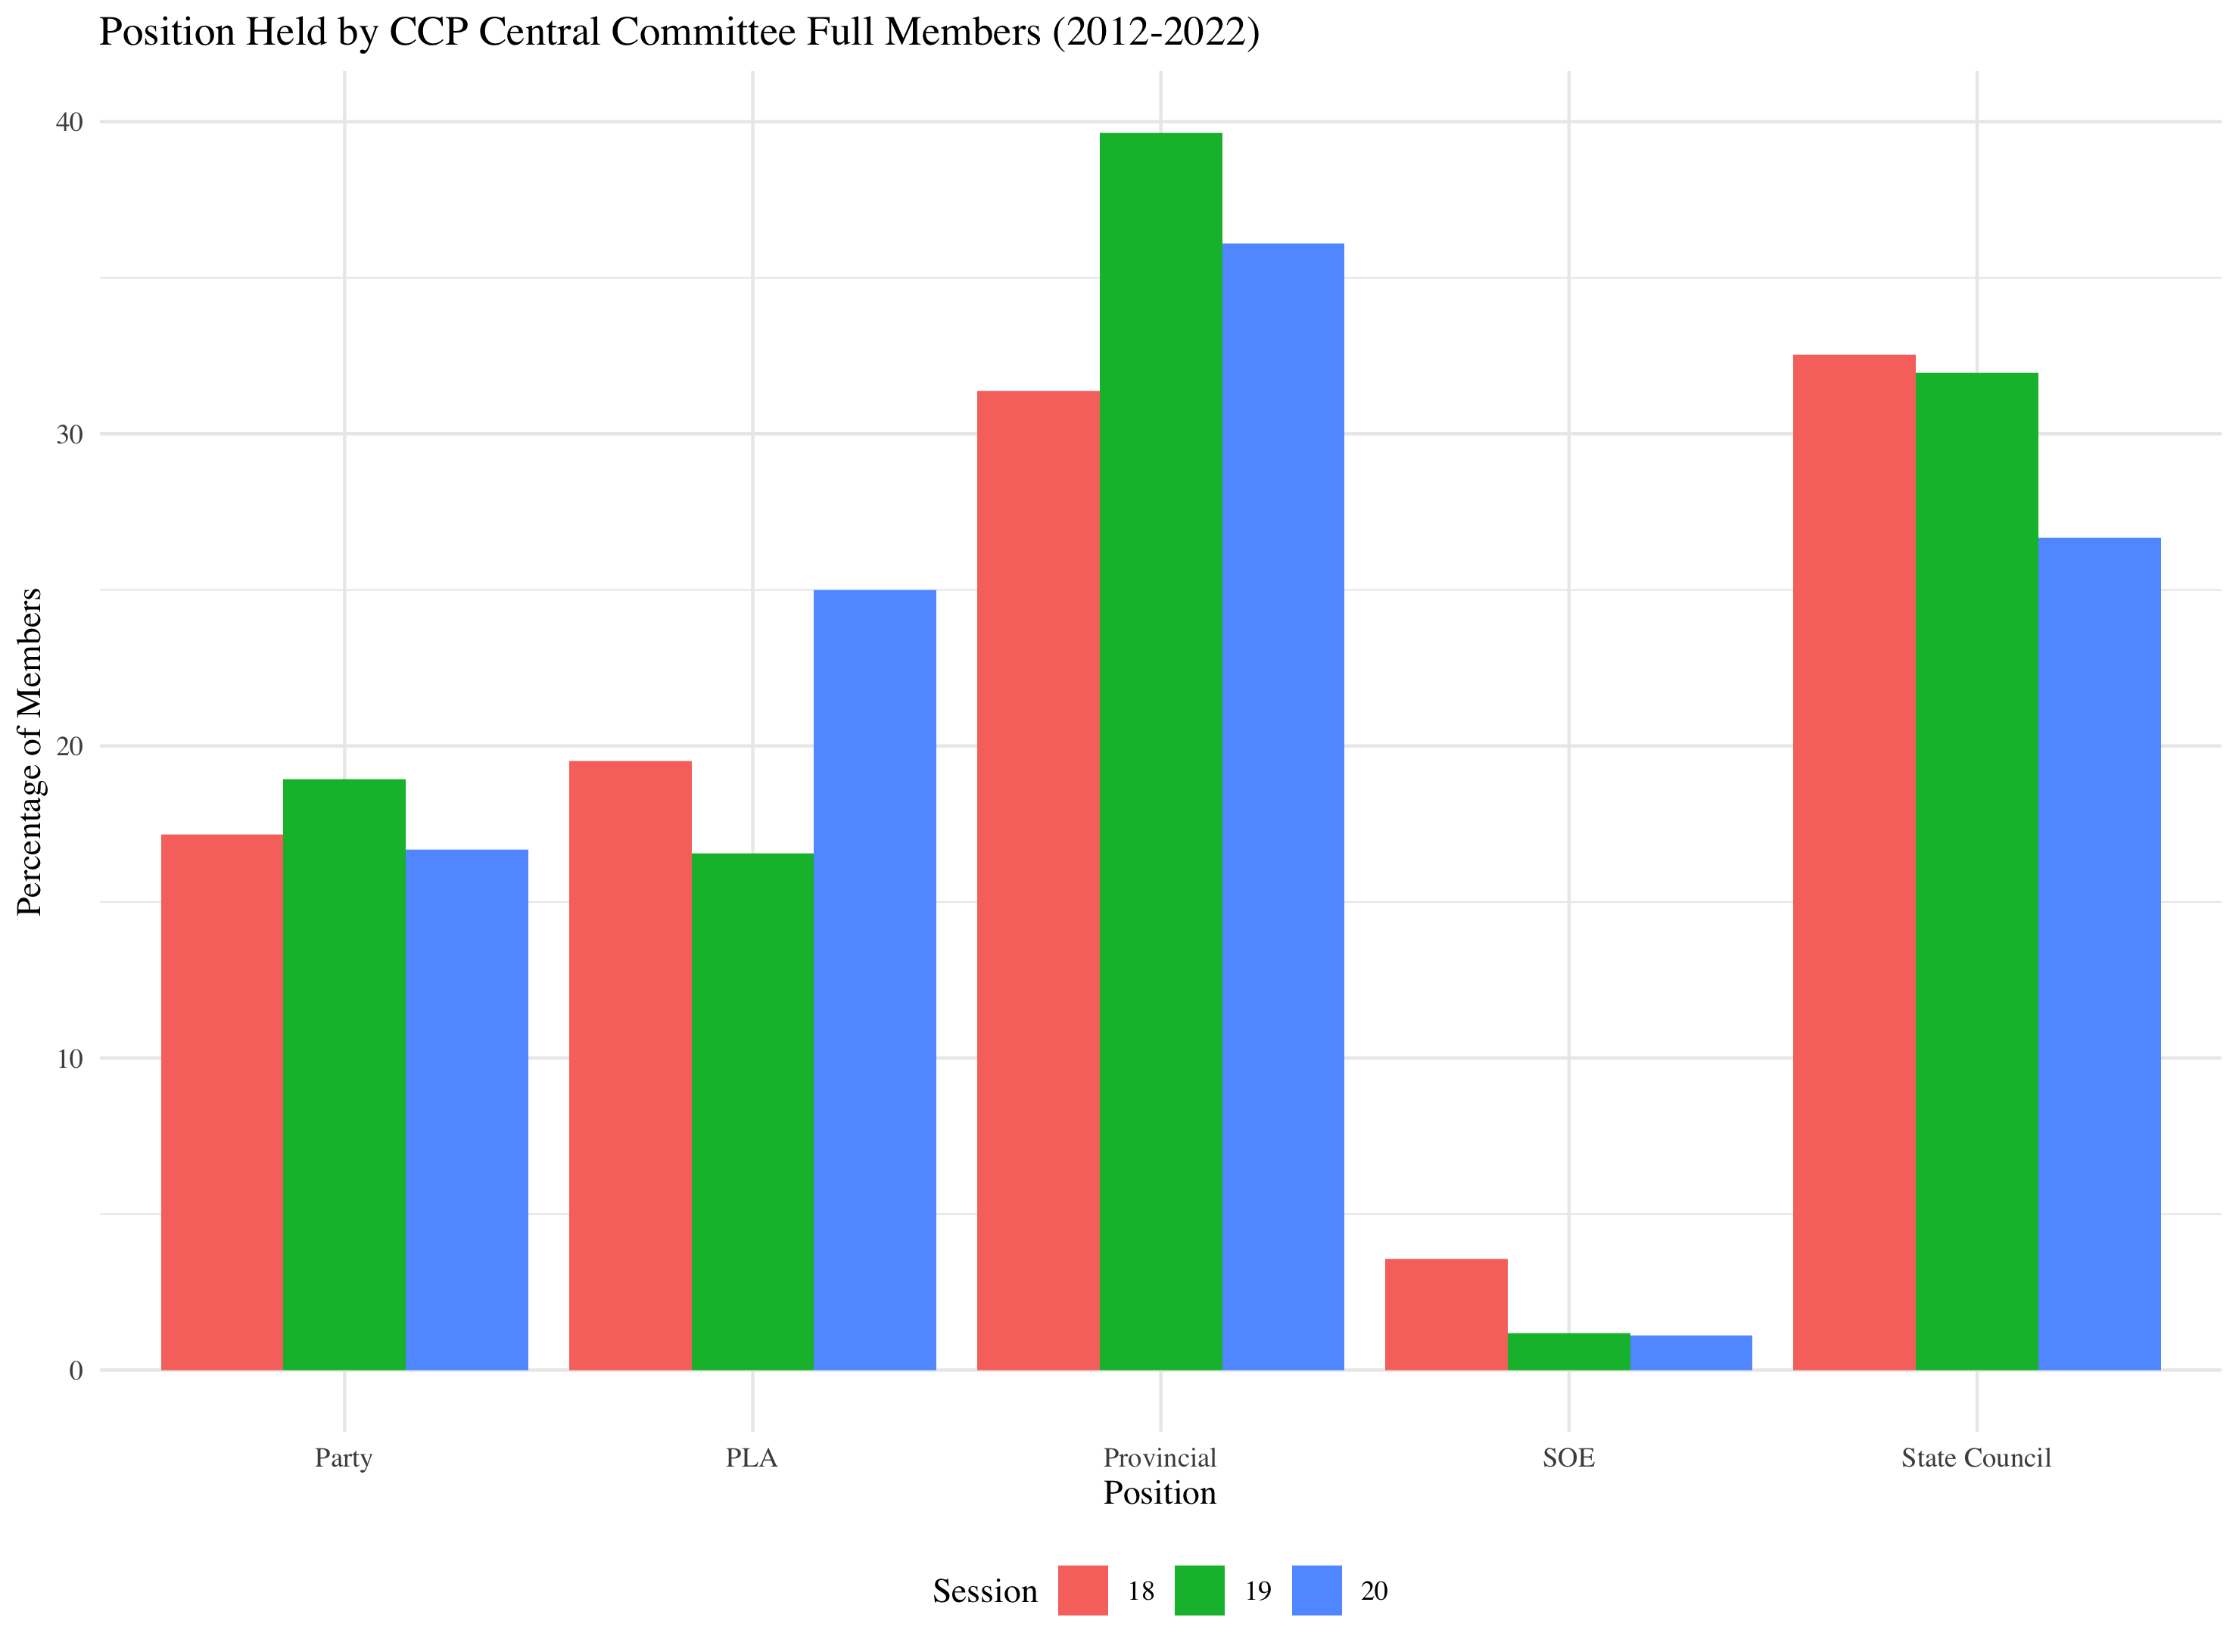 Position Held by CCP Central Committee Full Members (2012-2022)
Percentage of Members
40
30
20
10
0
Party PLA Provincial SOE State Council
Position
Session 18 19 20